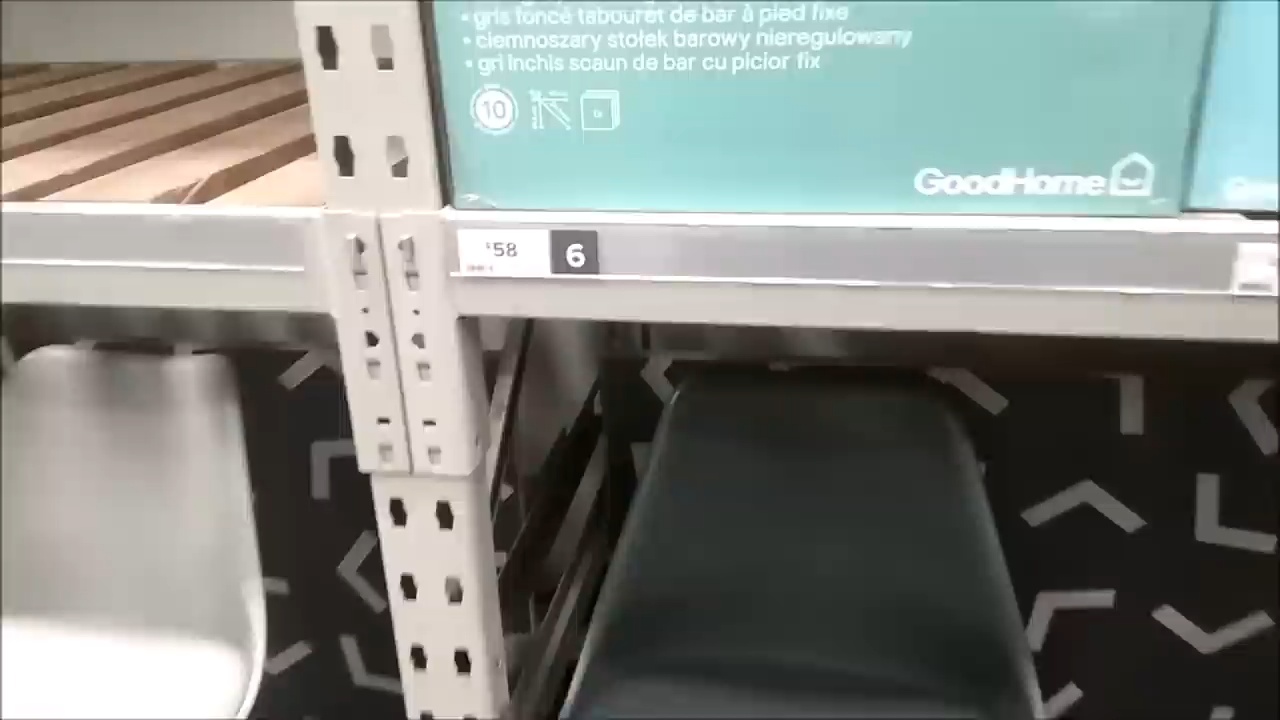 • gris foncé tabouret de bar à pied fixe
• ciemnoszary stołek barowy nieregulowany
• gri închis scaun de bar cu picior fix
10
GoodHome
£58
6